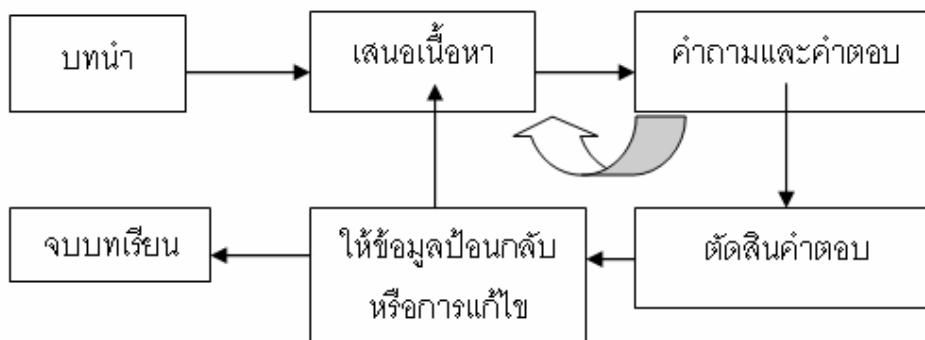 บทนำ
เสนอเนื้อหา
คำถามและคำตอบ
จบบทเรียน
ให้ข้อมูลป้อนกลับ
หรือการแก้ไข
ตัดสินคำตอบ